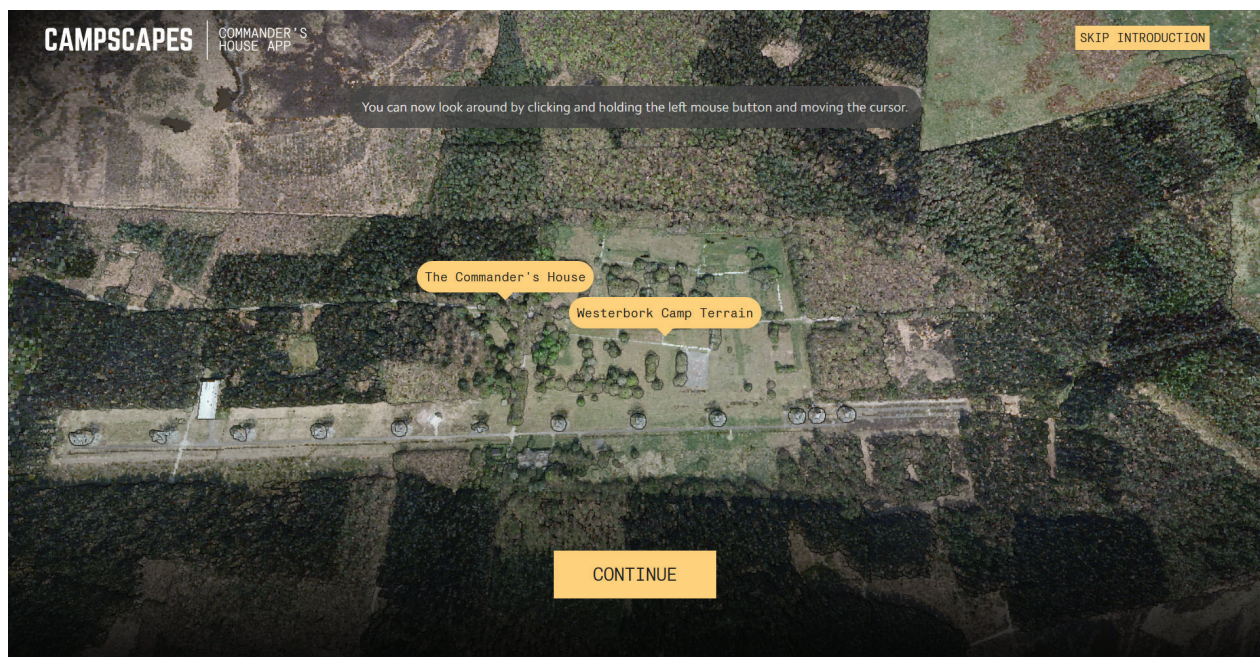 CAMPSCAPES
COMMANDER'S
HOUSE APP
SKIP INTRODUCTION
You can now look around by clicking and holding the left mouse button and moving the cursor.
The Commander's House
Westerbork Camp Terrain
CONTINUE